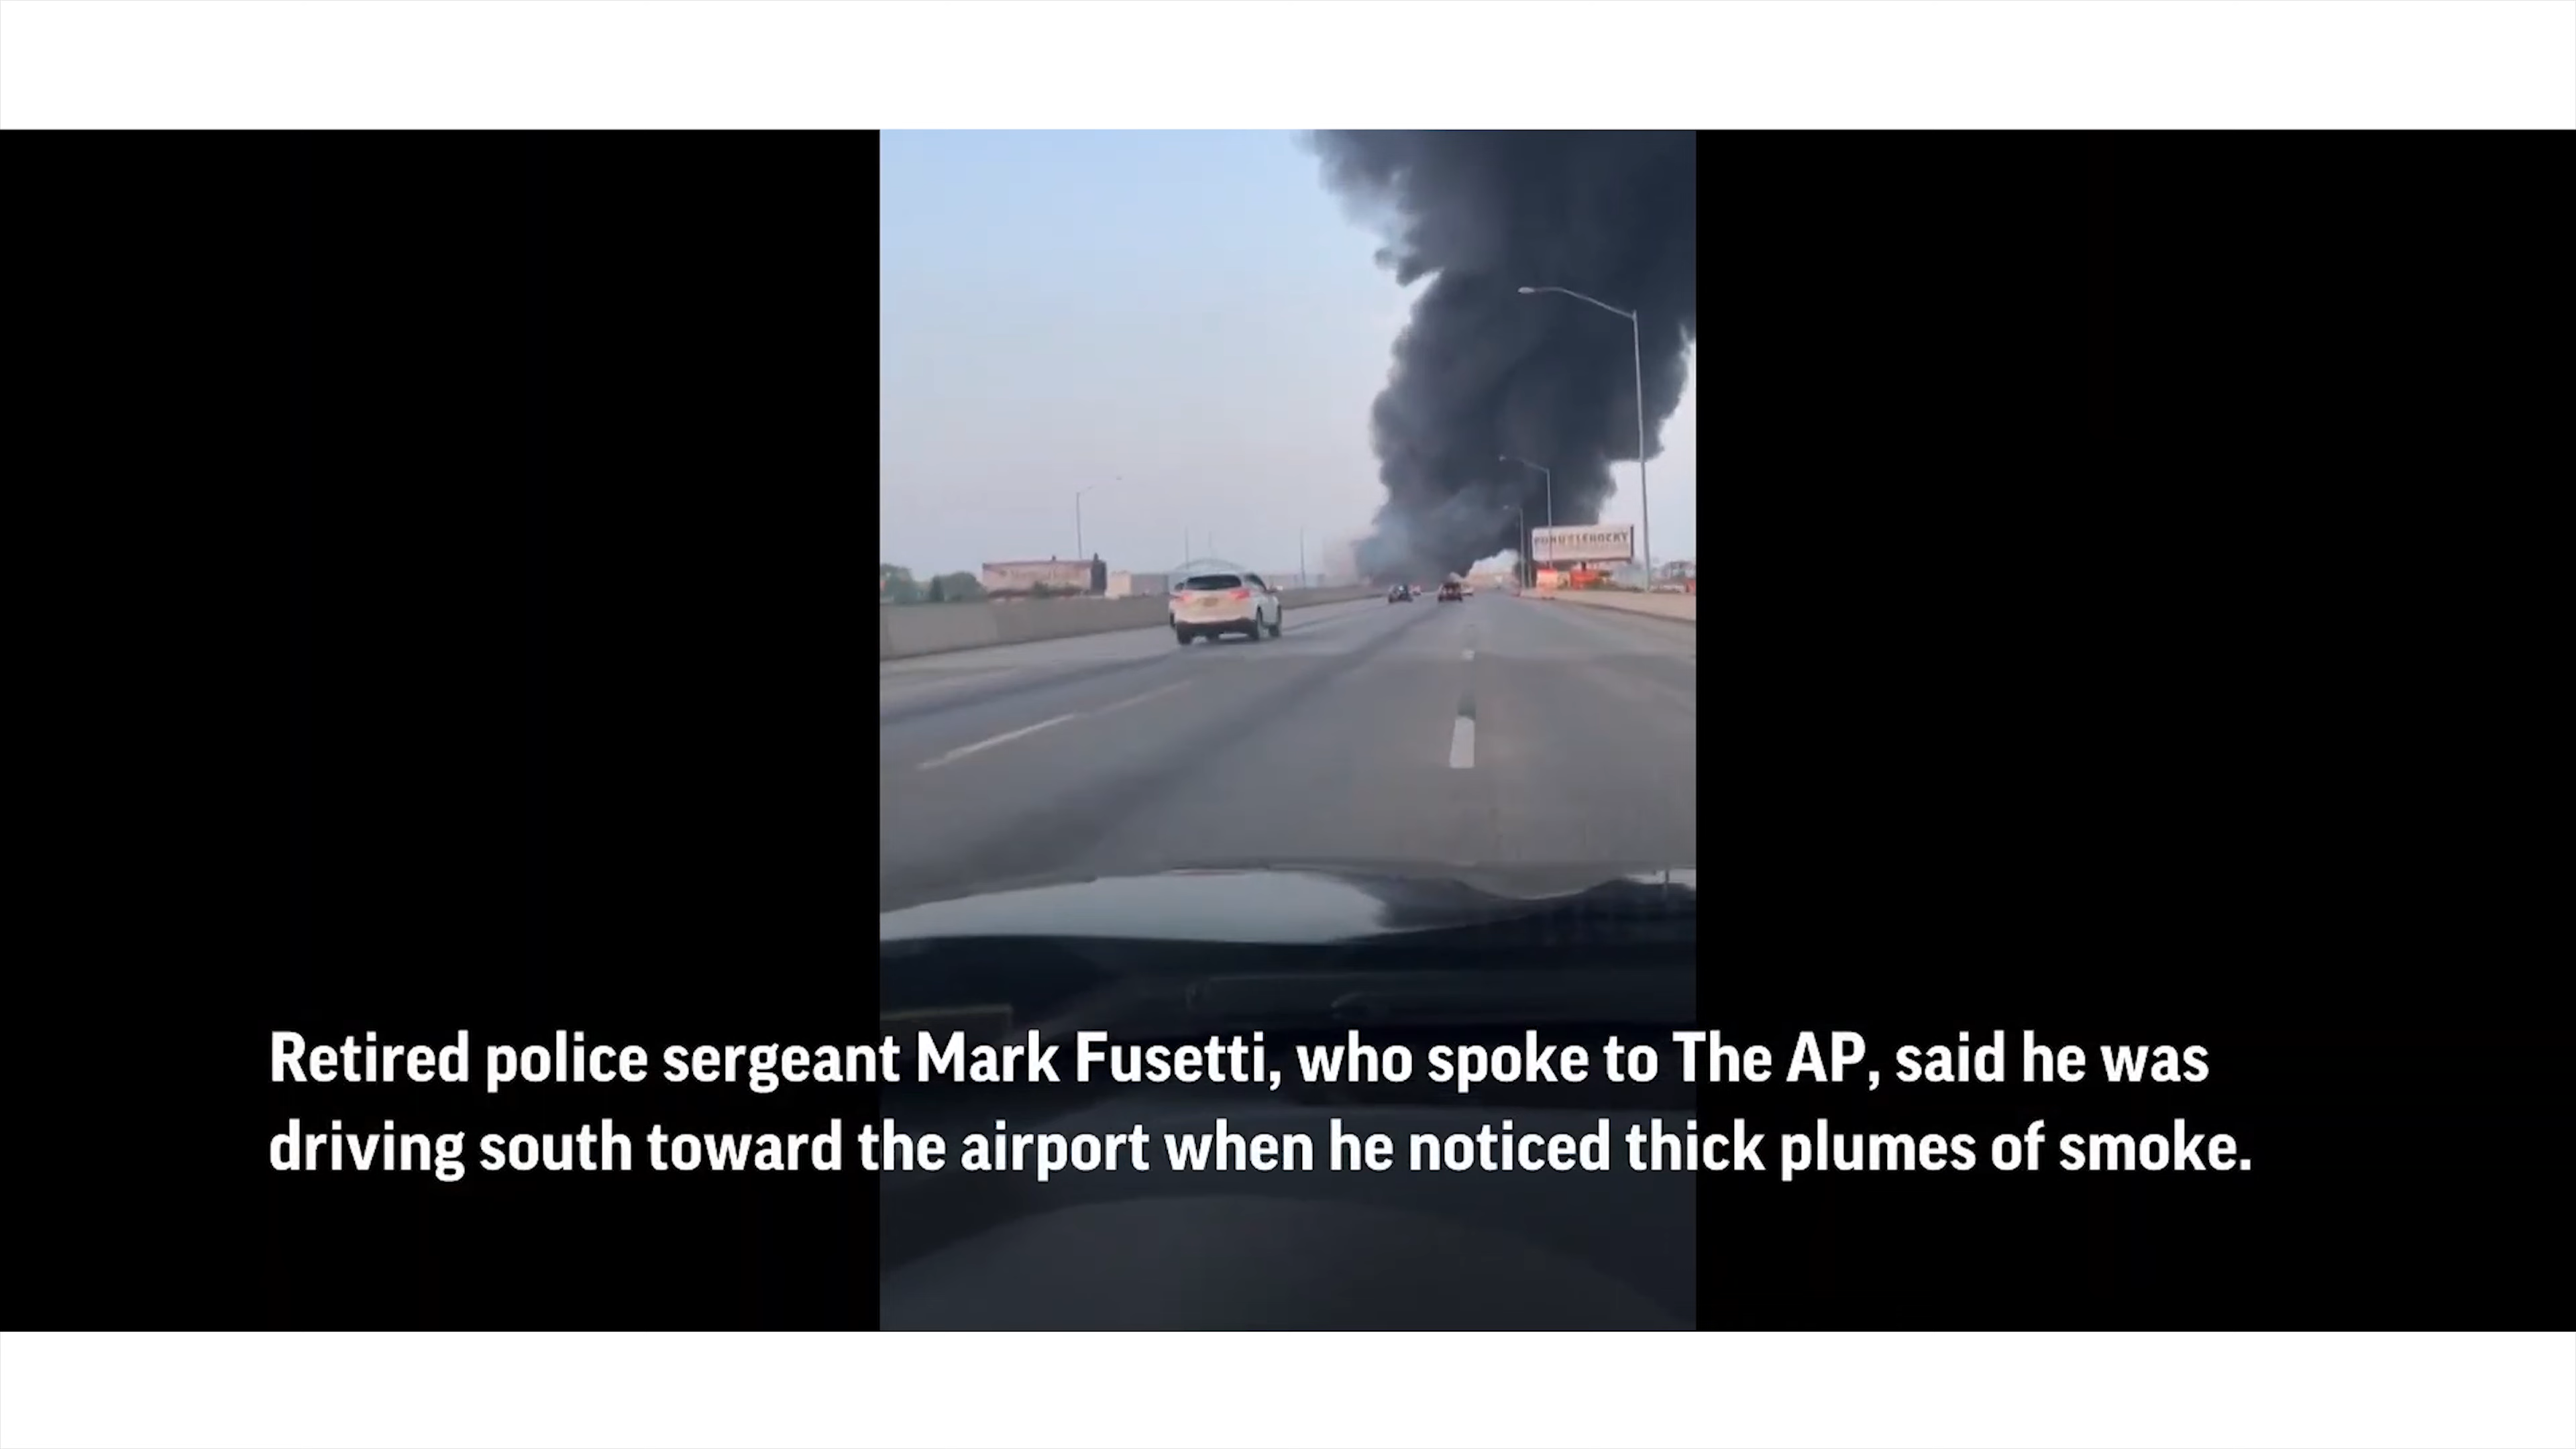 Retired police sergeant Mark Fusetti, who spoke to The AP, said he was
driving south toward the airport when he noticed thick plumes of smoke.